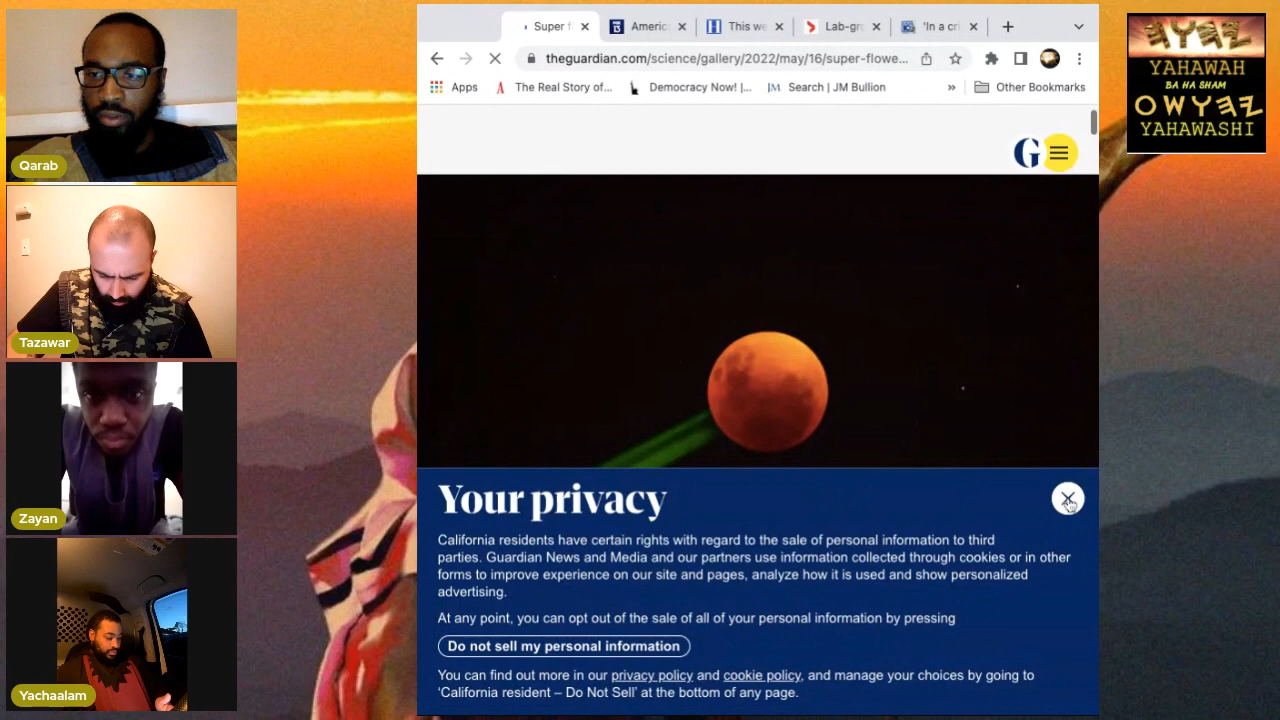 Qarab
Tazawar
Zayan
Yachaalam
Super f
Americ
This we
Lab-gr
'In a cri
theguardian.com/science/gallery/2022/may/16/super-flowe...
Apps
The Real Story of...
Democracy Now! |...
JM
Search | JM Bullion
»
Other Bookmarks
G
Your privacy
California residents have certain rights with regard to the sale of personal information to third
parties. Guardian News and Media and our partners use information collected through cookies or in other
forms to improve experience on our site and pages, analyze how it is used and show personalized
advertising.
At any point, you can opt out of the sale of all of your personal information by pressing
Do not sell my personal information
You can find out more in our privacy policy and cookie policy, and manage your choices by going to
‘California resident – Do Not Sell’ at the bottom of any page.
YAHAWAH
BA HA SHAM
YAHAWASHI